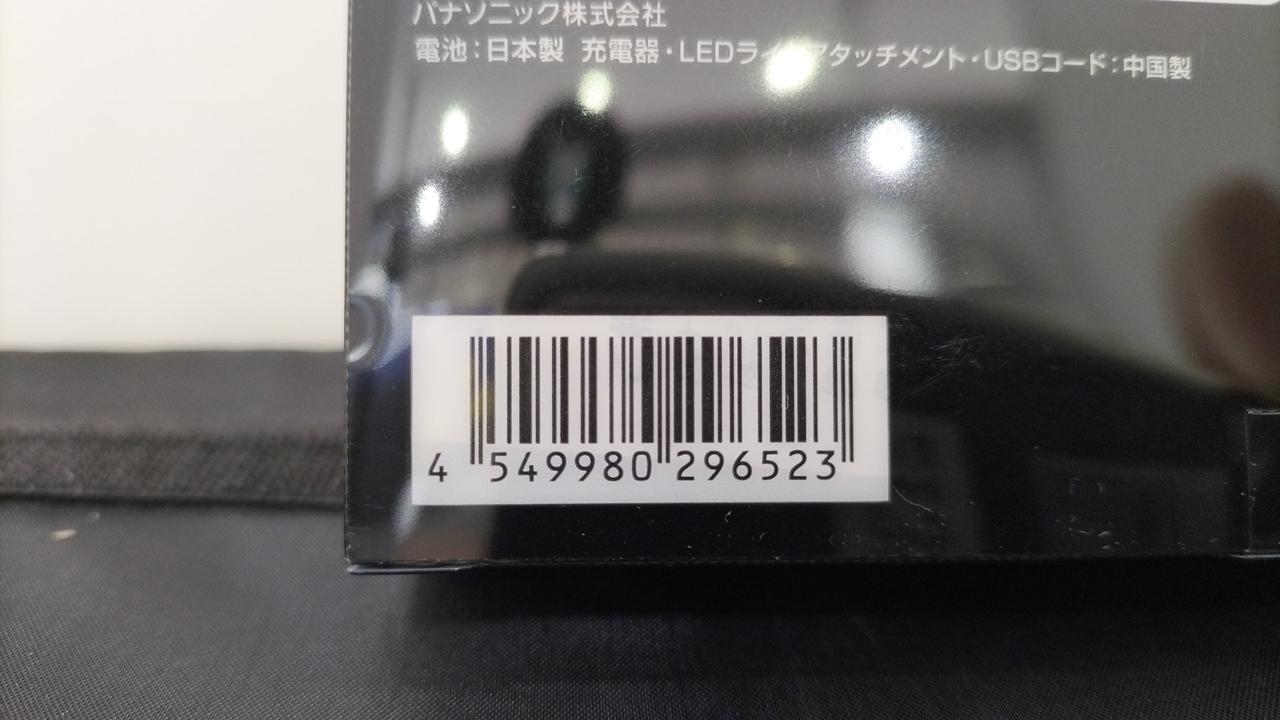 パナソニック株式会社
電池:日本製 充電器・LEDライトアタッチメント・USBコード:中国製
4 549980 296523